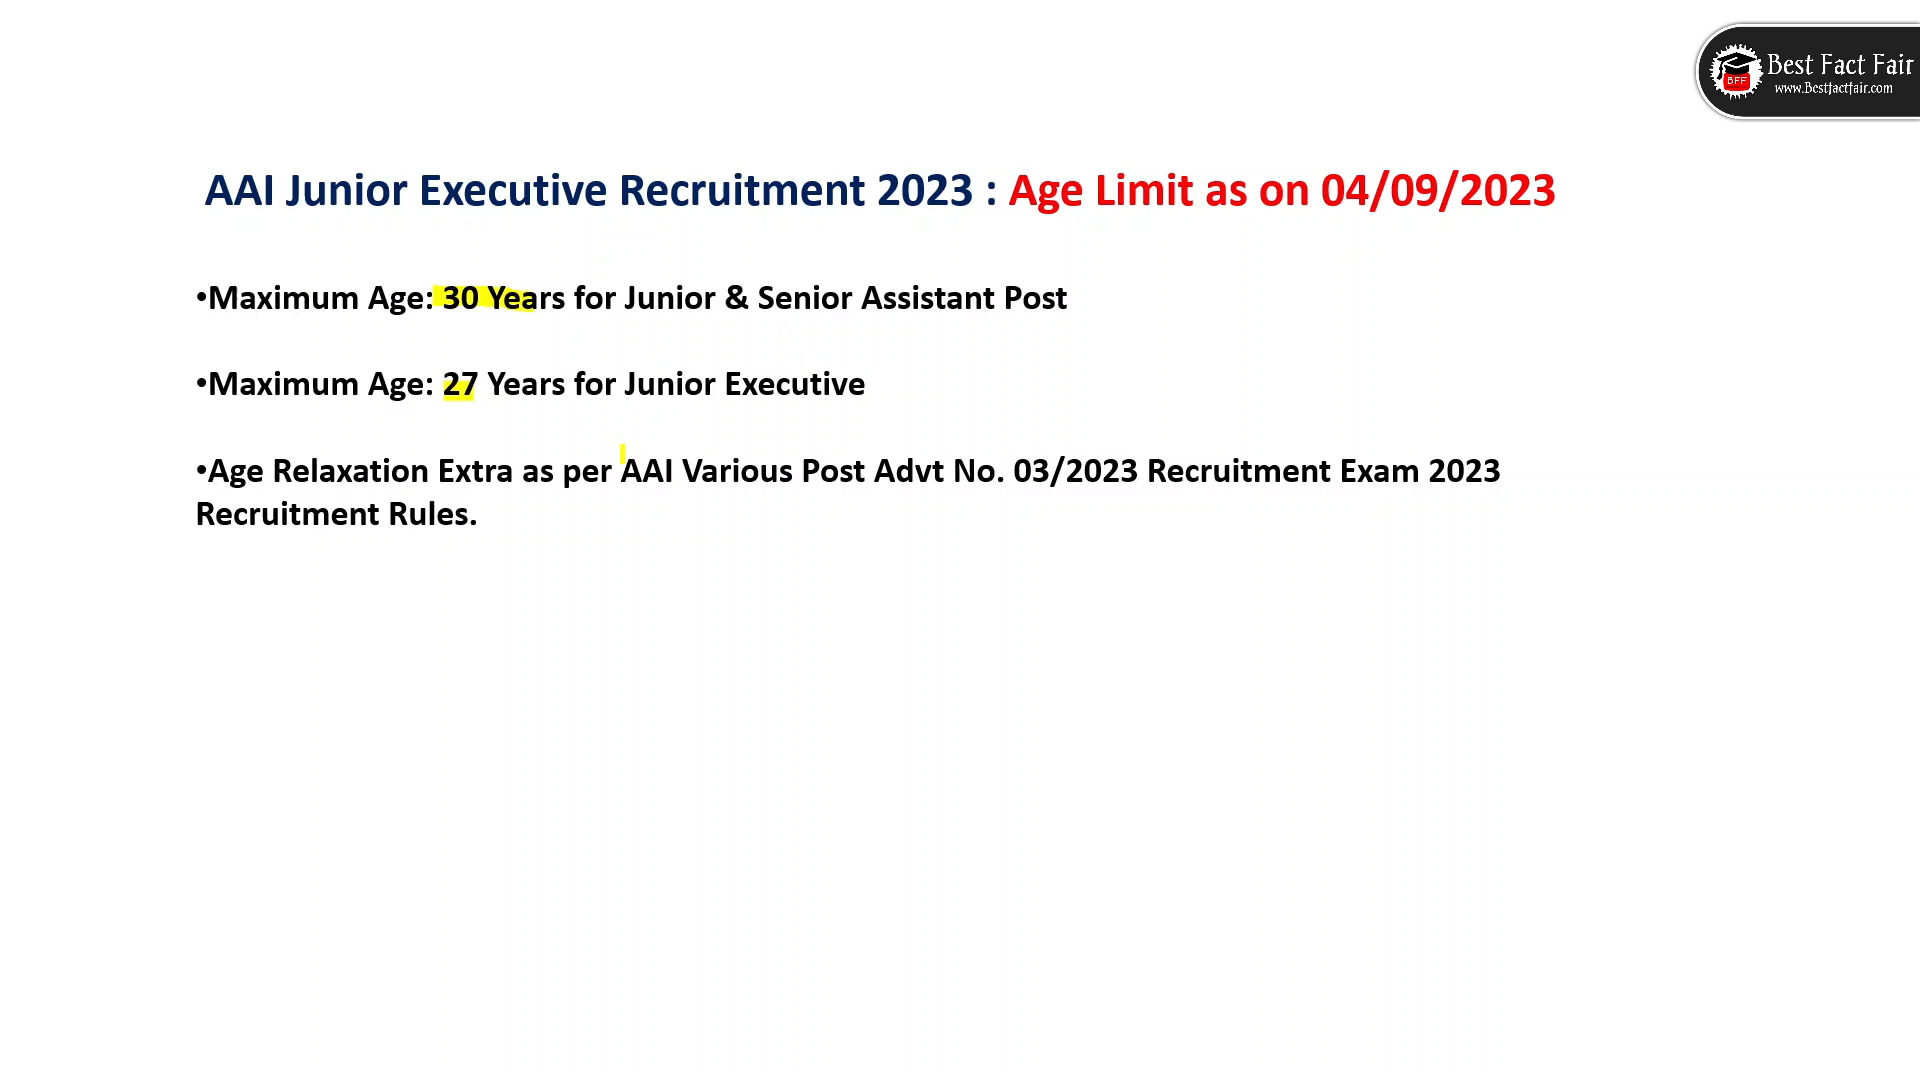 Best Fact Fair
BFF
www.Bestfactfair.com
AAI Junior Executive Recruitment 2023 : Age Limit as on 04/09/2023
•Maximum Age: 30 Years for Junior & Senior Assistant Post
•Maximum Age: 27 Years for Junior Executive
•Age Relaxation Extra as per AAI Various Post Advt No. 03/2023 Recruitment Exam 2023
Recruitment Rules.